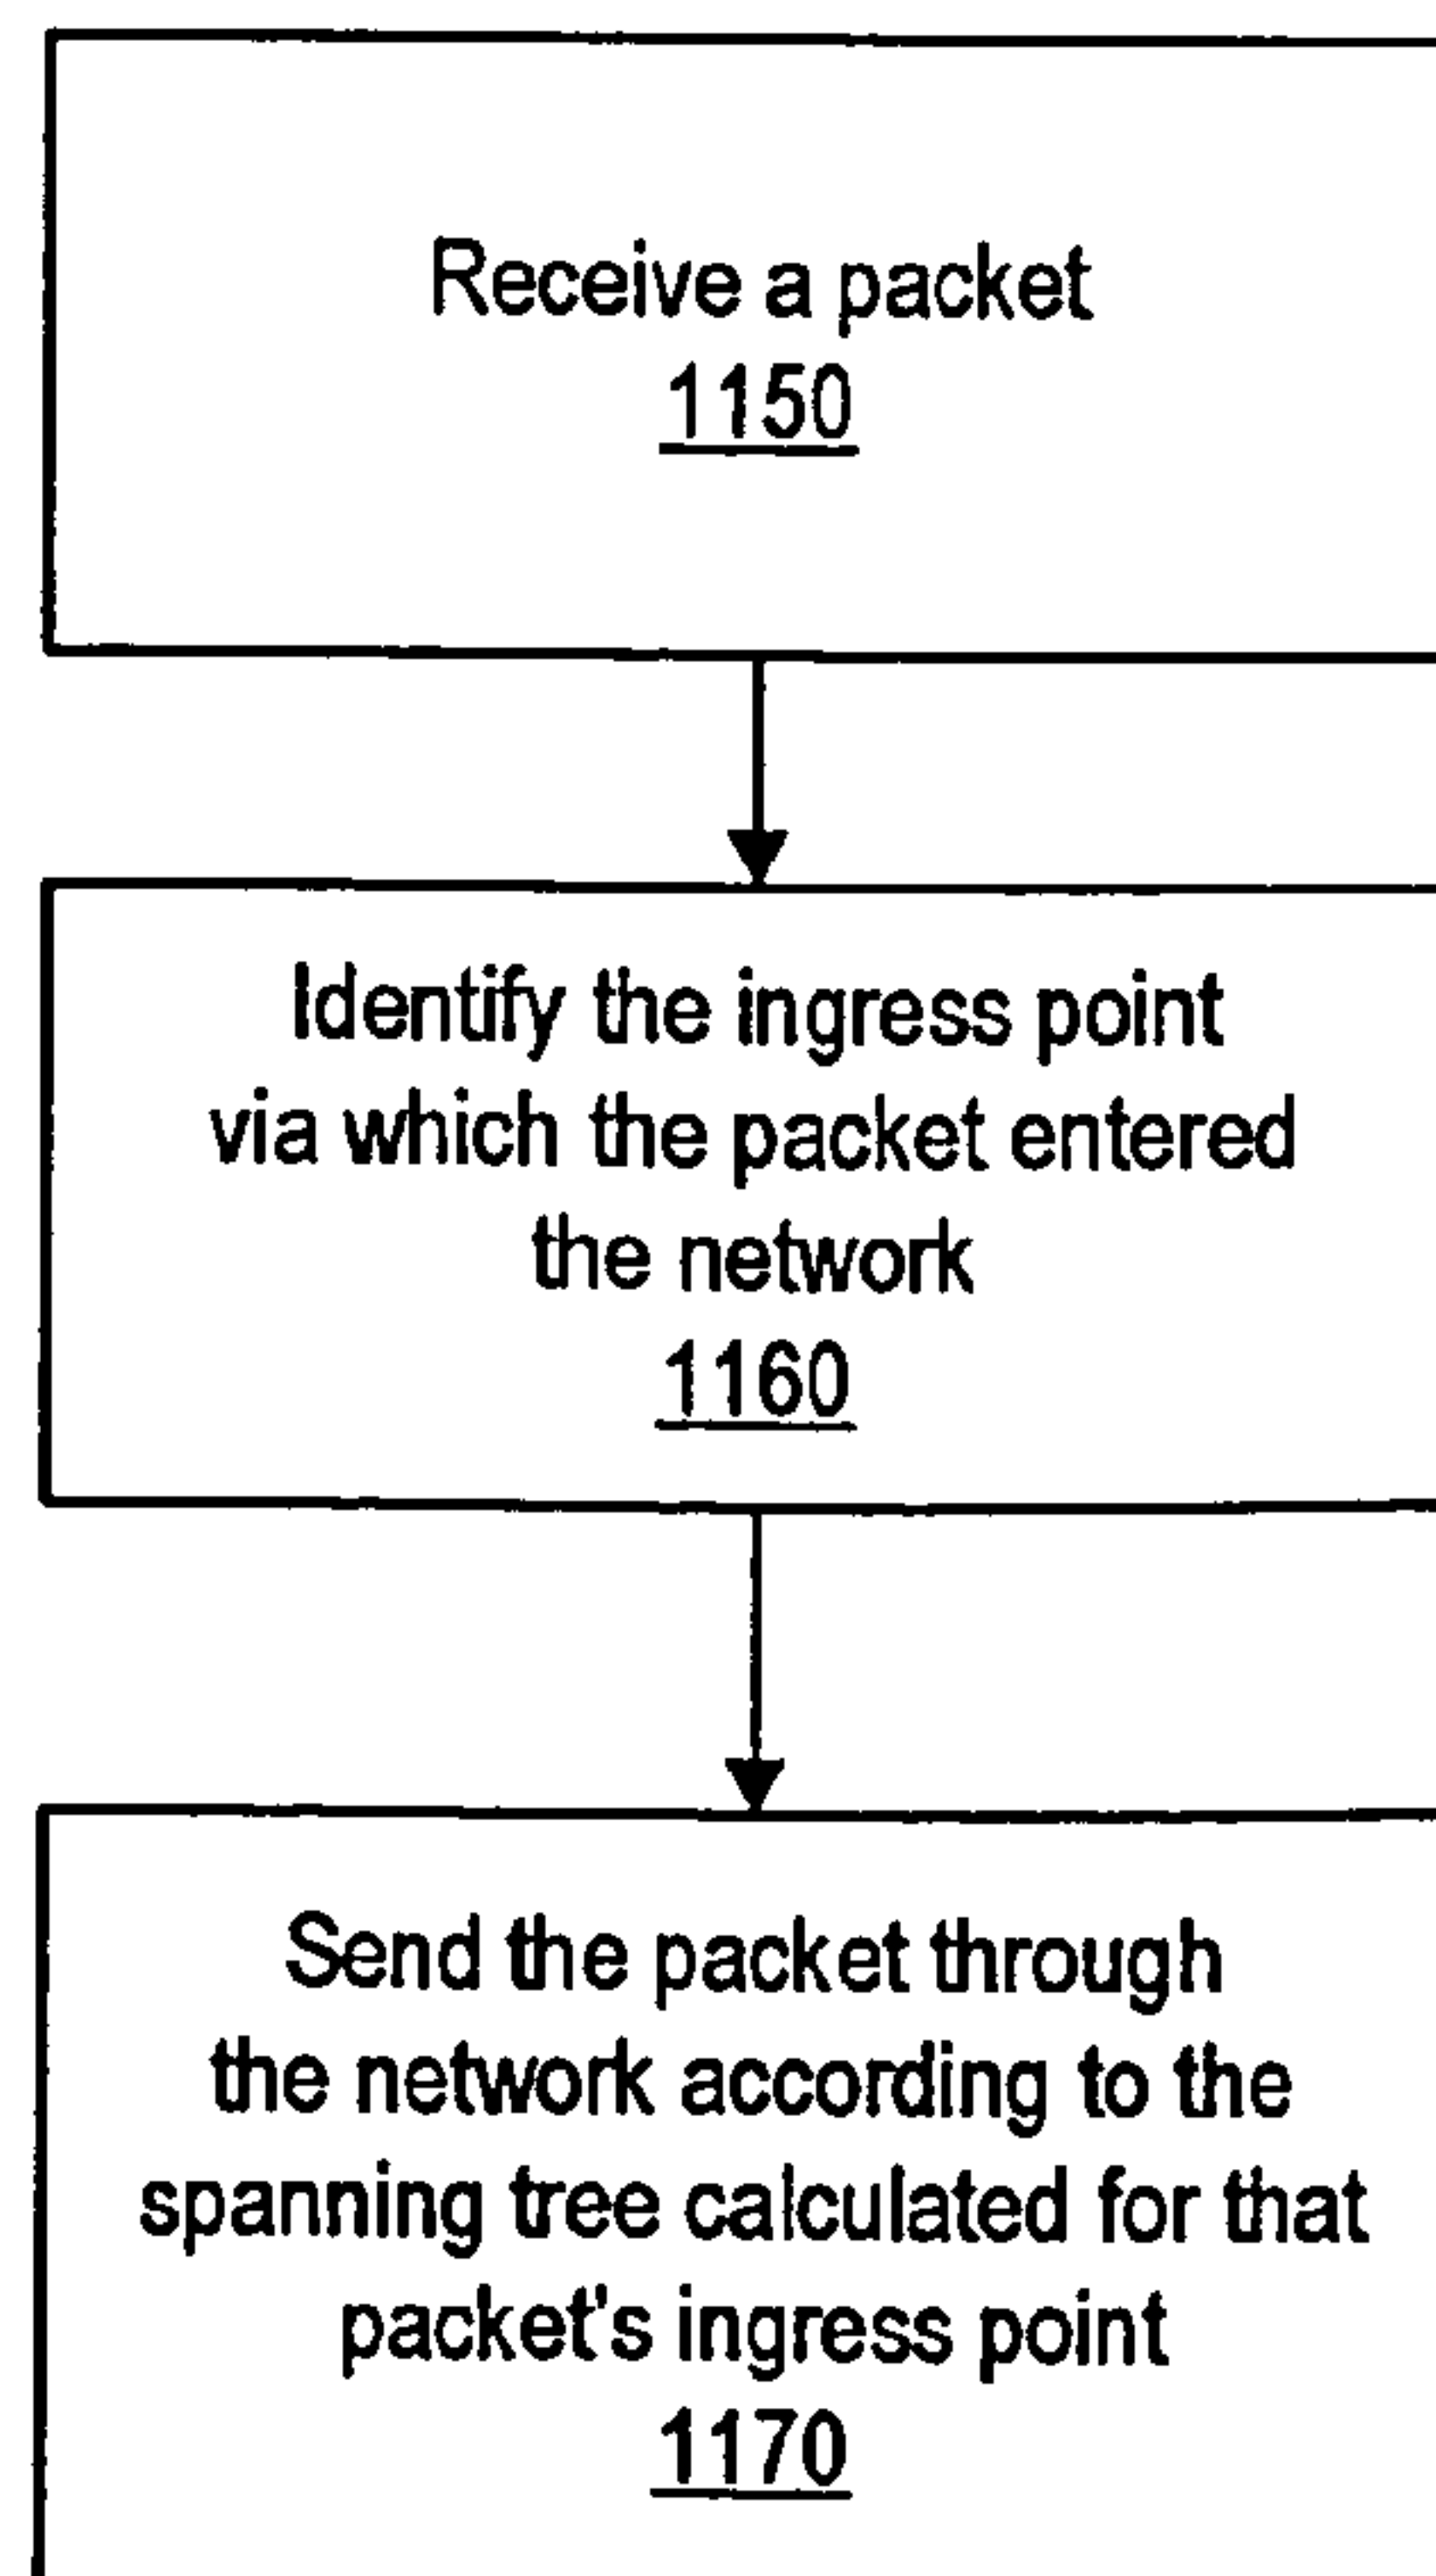 Receive a packet
1150
Identify the ingress point
via which the packet entered
the network
1160
Send the packet through
the network according to the
spanning tree calculated for that
packet's ingress point
1170